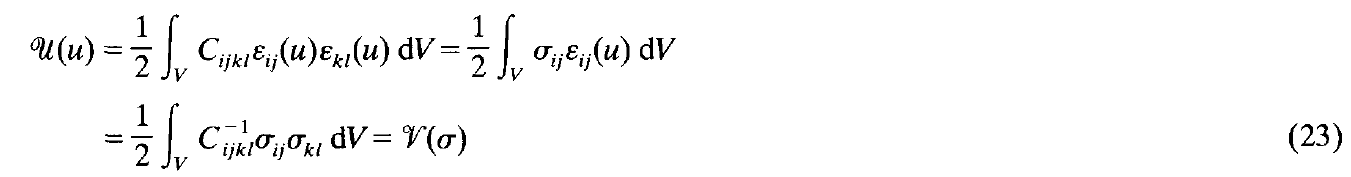 𝒰(u) = 1/2 ∫_V C_{ijkl}ε_{ij}(u)ε_{kl}(u) dV = 1/2 ∫_V σ_{ij}ε_{ij}(u) dV
= 1/2 ∫_V C^{-1}_{ijkl}σ_{ij}σ_{kl} dV = 𝒱(σ) (23)